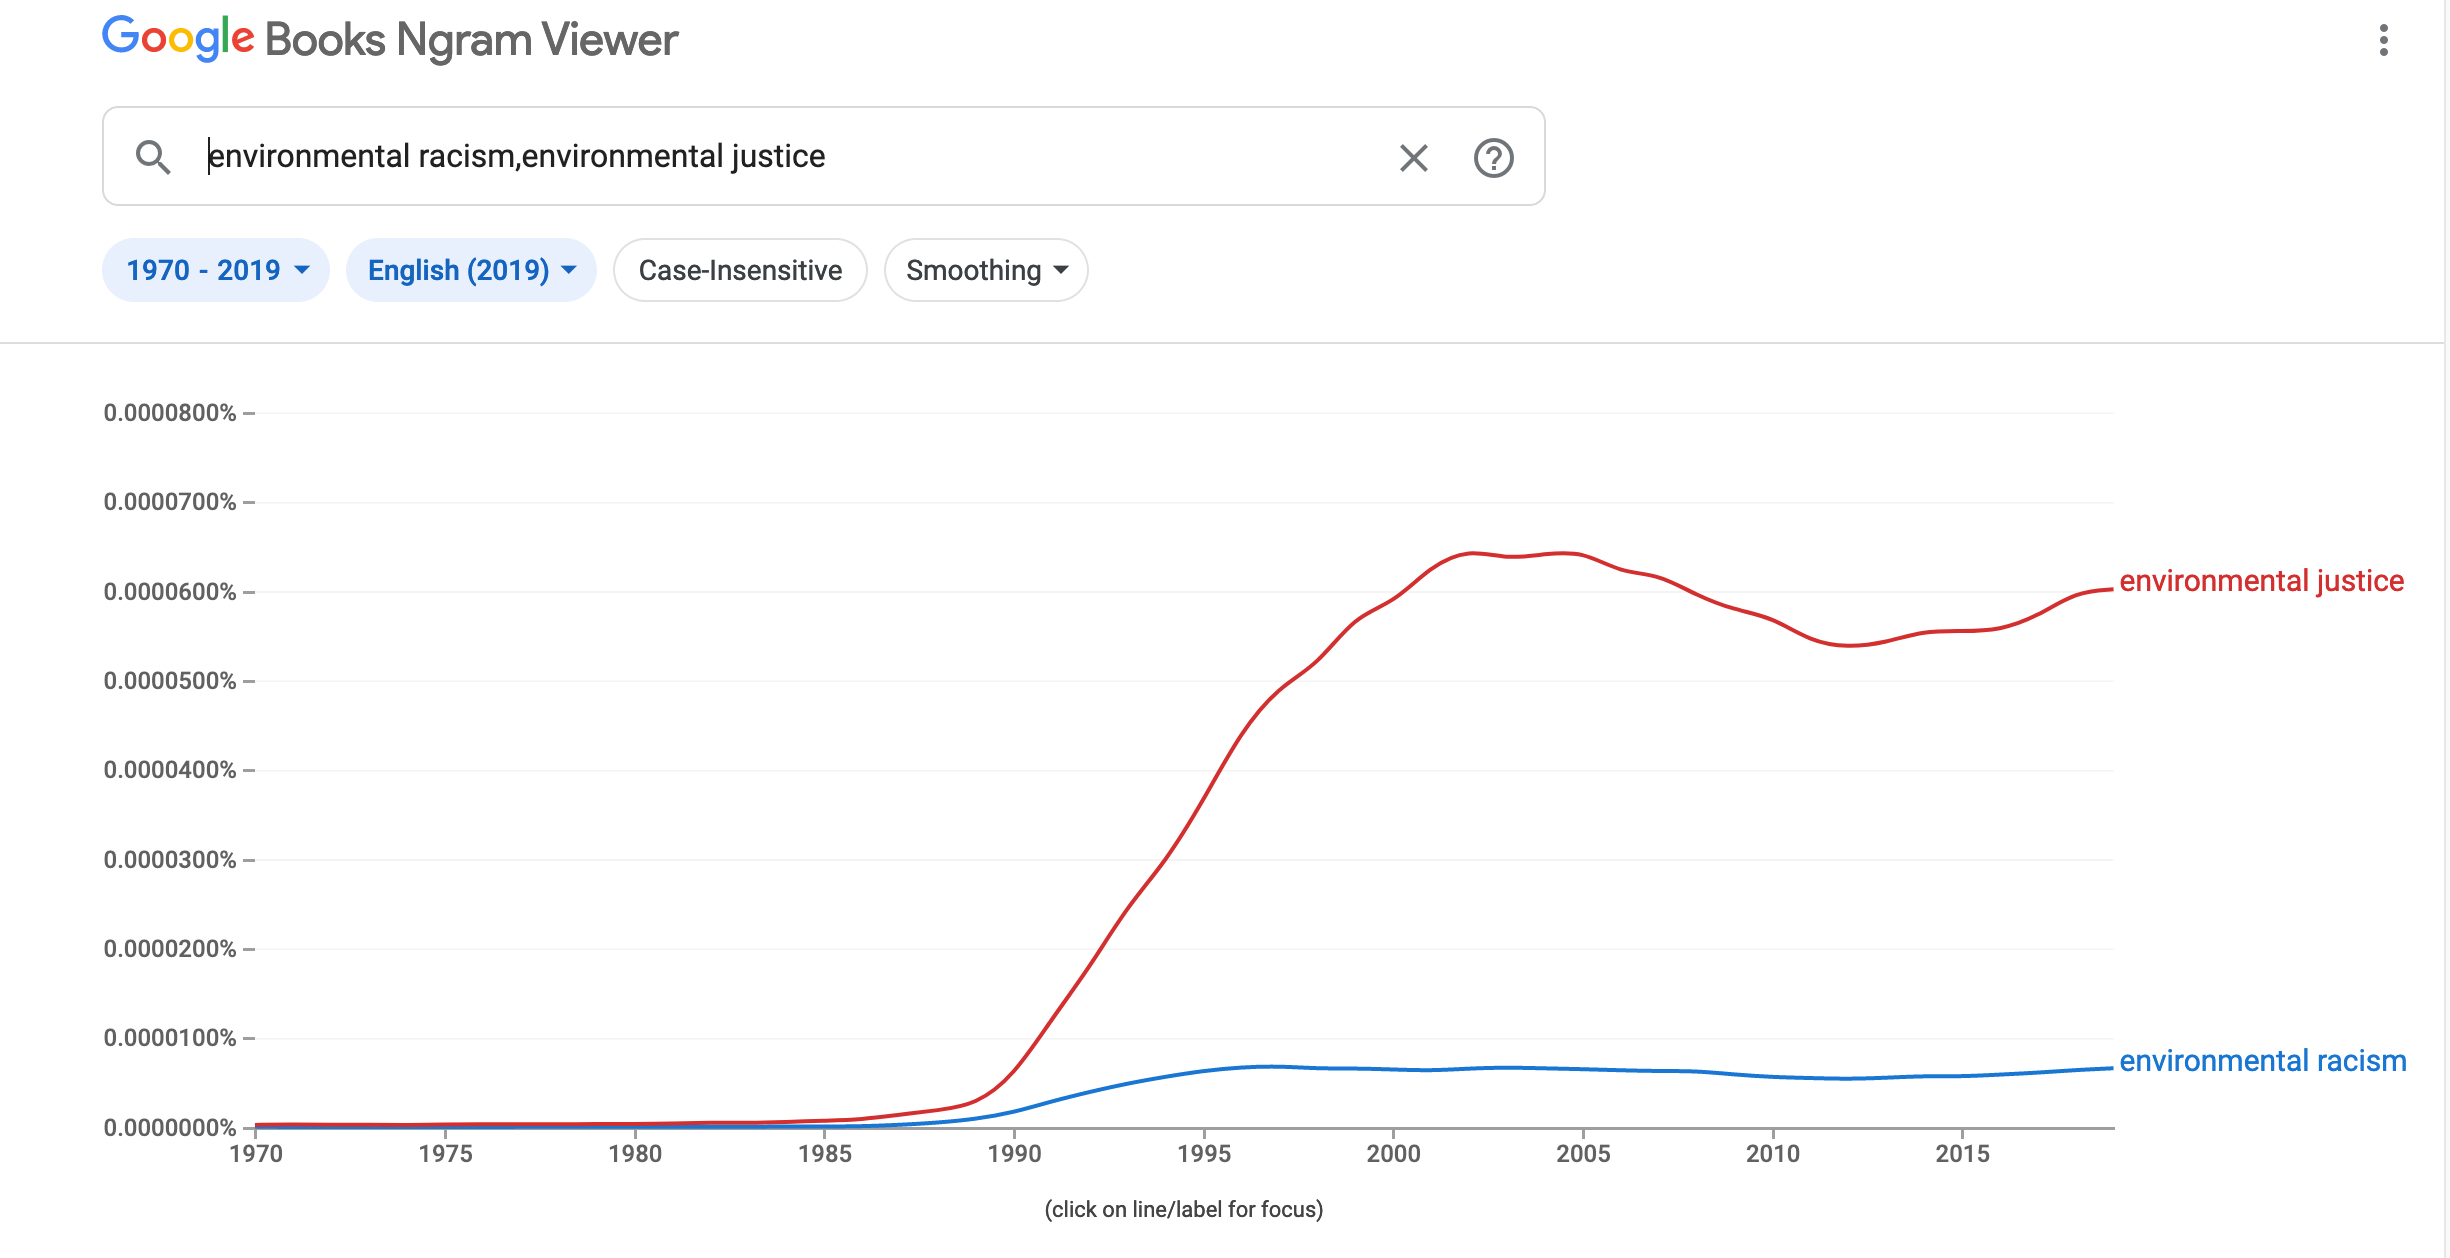 Google Books Ngram Viewer
environmental racism,environmental justice
1970 - 2019 English (2019) Case-Insensitive Smoothing
0.0000800%
0.0000700%
0.0000600%
environmental justice
0.0000500%
0.0000400%
0.0000300%
0.0000200%
0.0000100%
environmental racism
0.0000000%
1970 1975 1980 1985 1990 1995 2000 2005 2010 2015
(click on line/label for focus)